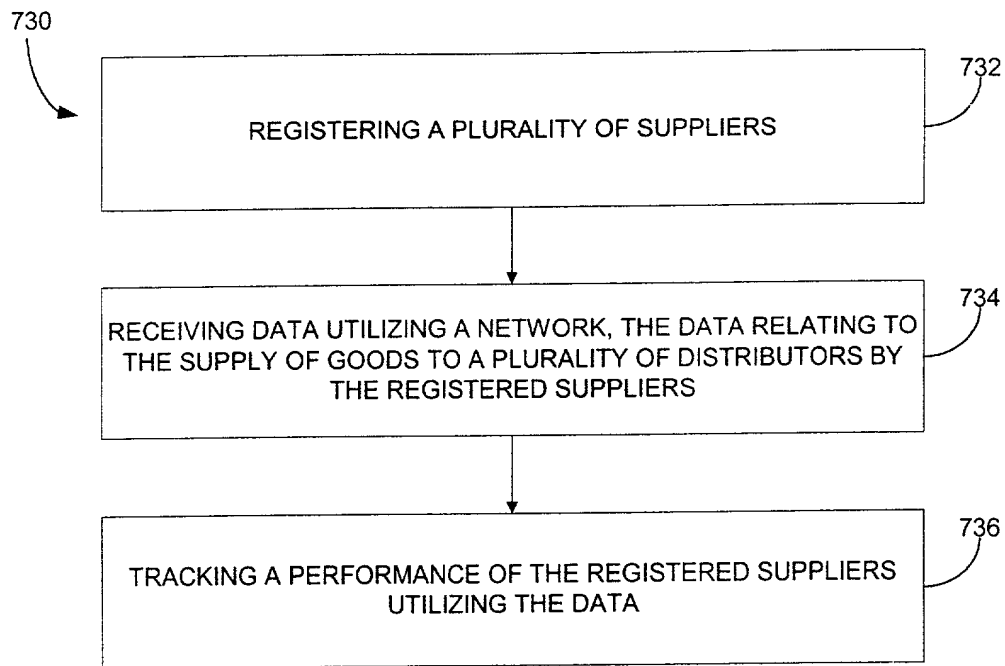 730
732
REGISTERING A PLURALITY OF SUPPLIERS
734
RECEIVING DATA UTILIZING A NETWORK, THE DATA RELATING TO
THE SUPPLY OF GOODS TO A PLURALITY OF DISTRIBUTORS BY
THE REGISTERED SUPPLIERS
736
TRACKING A PERFORMANCE OF THE REGISTERED SUPPLIERS
UTILIZING THE DATA